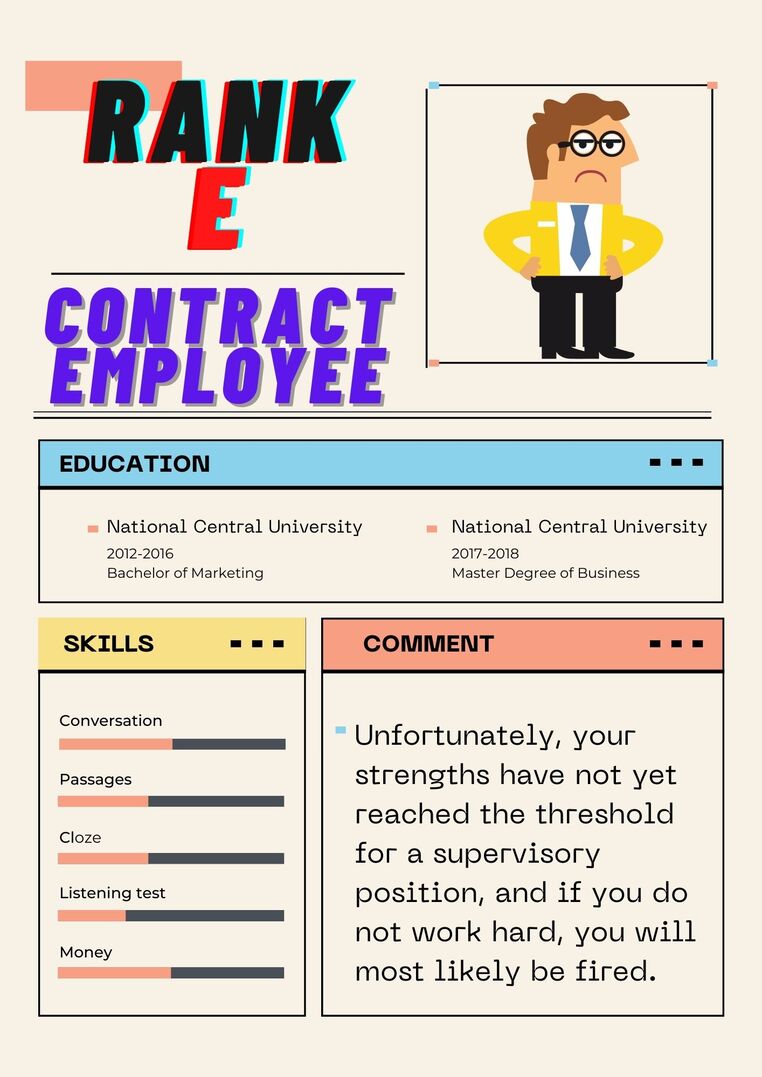 RANK
E
CONTRACT
EMPLOYEE
EDUCATION
National Central University
2012-2016
Bachelor of Marketing
National Central University
2017-2018
Master Degree of Business
SKILLS
Conversation
Passages
Cloze
Listening test
Money
COMMENT
Unfortunately, your
strengths have not yet
reached the threshold
for a supervisory
position, and if you do
not work hard, you will
most likely be fired.